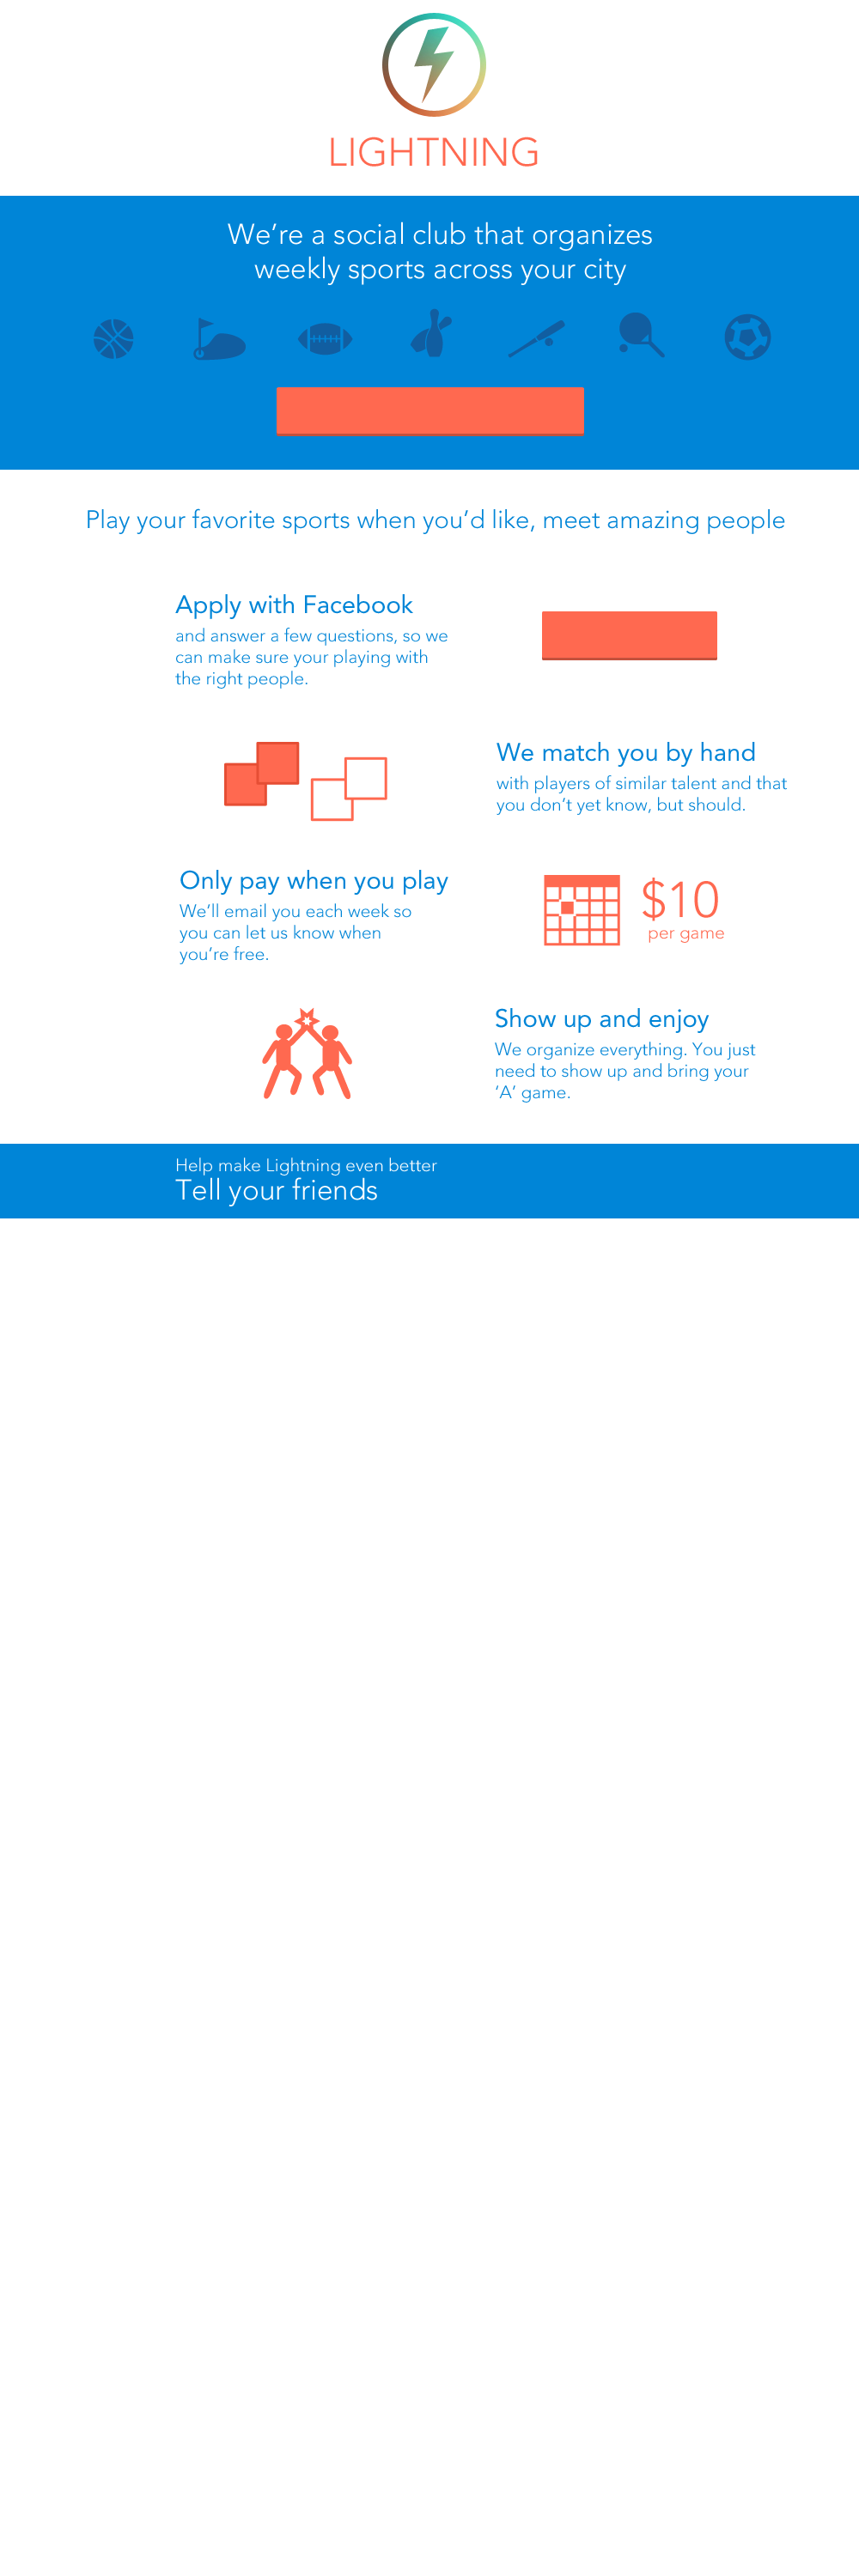 LIGHTNING
We’re a social club that organizes
weekly sports across your city
Play your favorite sports when you’d like, meet amazing people
Apply with Facebook
and answer a few questions, so we
can make sure your playing with
the right people.
We match you by hand
with players of similar talent and that
you don’t yet know, but should.
Only pay when you play
We’ll email you each week so
you can let us know when
you’re free.
$10
per game
Show up and enjoy
We organize everything. You just
need to show up and bring your
‘A’ game.
Help make Lightning even better
Tell your friends